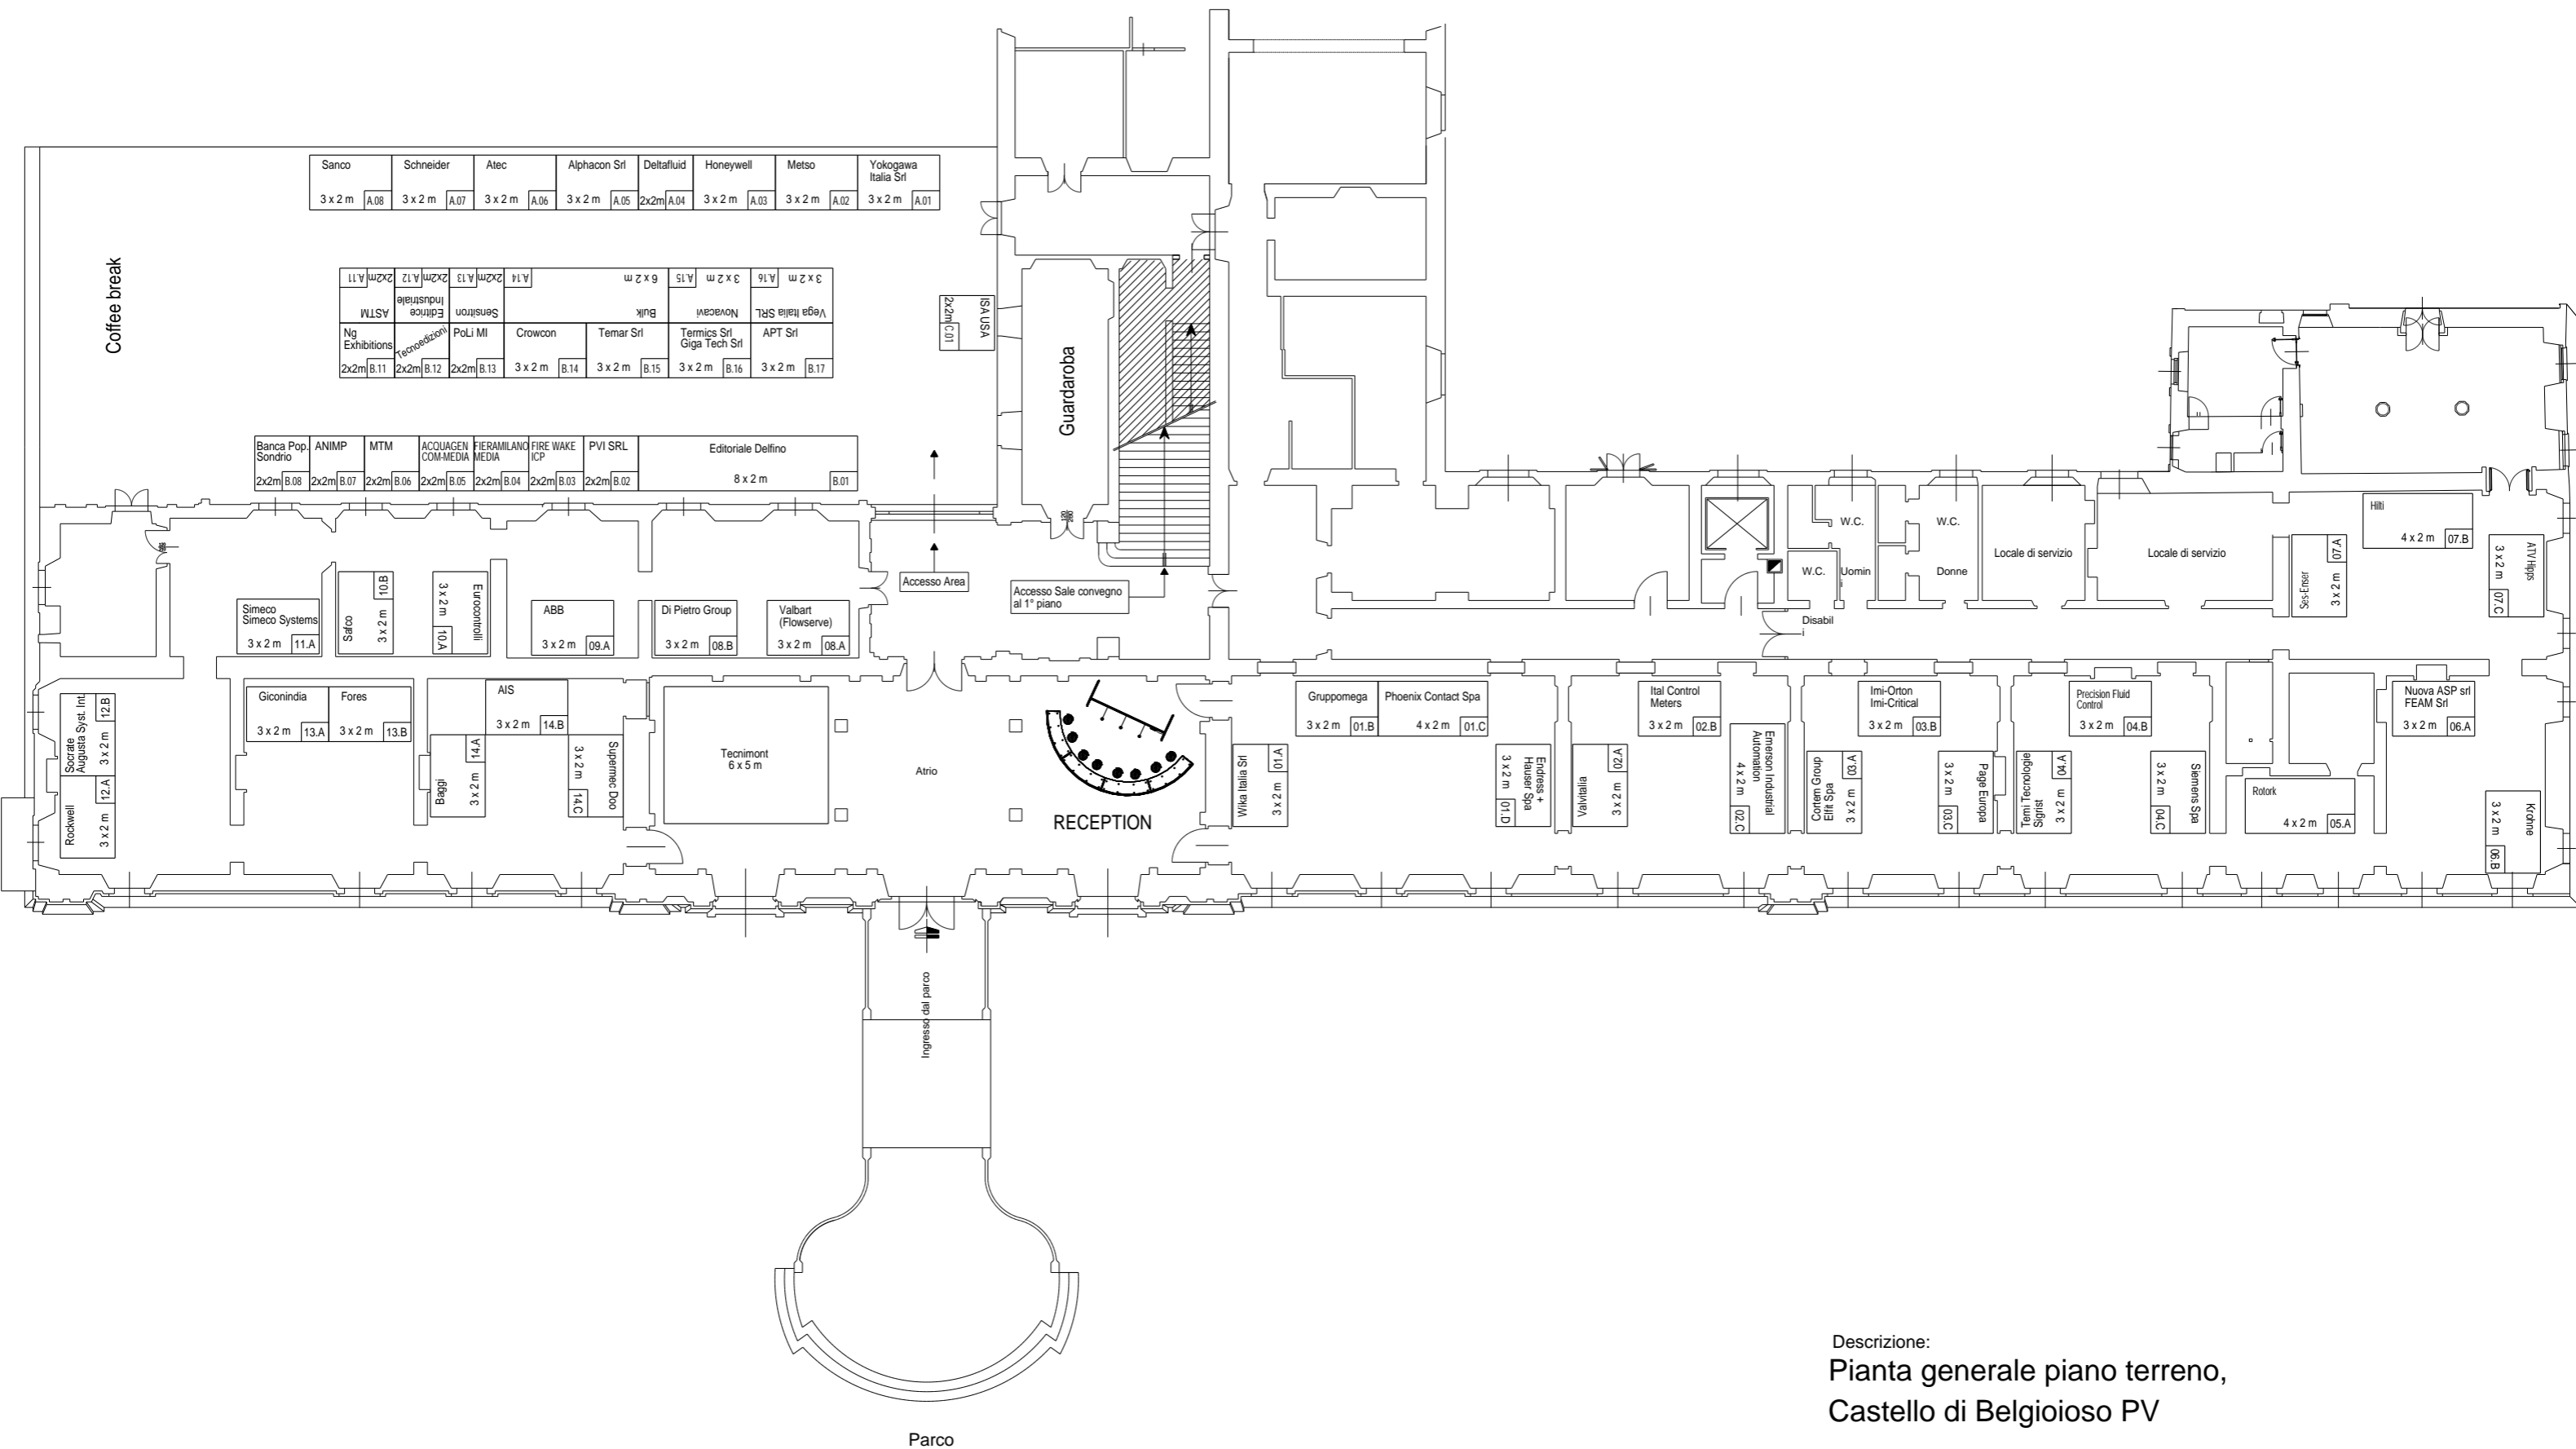 Sanco
3 x 2 m A.08
Schneider
3 x 2 m A.07
Atec
3 x 2 m A.06
Alphacon Srl
3 x 2 m A.05
Deltafluid
2x2m A.04
Honeywell
3 x 2 m A.03
Metso
3 x 2 m A.02
Yokogawa
Italia Srl
3 x 2 m A.01
Coffee break
ASTM
2x2m A.11
Editrice
Industriale
2x2m A.12
Sensitron
2x2m A.13
Bulk
6 x 2 m A.14
Novacavi
3 x 2 m A.15
Vega Italia SRL
3 x 2 m A.16
Ng
Exhibitions
2x2m B.11
Tecnoedizioni
2x2m B.12
PoLi MI
2x2m B.13
Crowcon
3 x 2 m B.14
Temar Srl
3 x 2 m B.15
Termics Srl
Giga Tech Srl
3 x 2 m B.16
APT Srl
3 x 2 m B.17
ISA USA
2x2m C.01
Guardaroba
Banca Pop.
Sondrio
2x2m B.08
ANIMP
2x2m B.07
MTM
2x2m B.06
ACQUAGEN
COM-MEDIA
2x2m B.05
FIERAMILANO
MEDIA
2x2m B.04
FIRE WAKE
ICP
2x2m B.03
PVI SRL
2x2m B.02
Editoriale Delfino
8 x 2 m B.01
120
280
Accesso Area
Accesso Sale convegno
al 1° piano
W.C.
W.C.
W.C.
Uomin
i
Donne
Disabil
i
Locale di servizio
Locale di servizio
Hilti
4 x 2 m 07.B
Ses-Enser
3 x 2 m 07.A
ATV Hipps
3 x 2 m 07.C
Simeco
Simeco Systems
3 x 2 m 11.A
Safco
3 x 2 m 10.B
Eurocontrolli
3 x 2 m 10.A
ABB
3 x 2 m 09.A
Di Pietro Group
3 x 2 m 08.B
Valbart
(Flowserve)
3 x 2 m 08.A
Socrate
Augusta Syst. Int.
3 x 2 m 12.B
Rockwell
3 x 2 m 12.A
Giconindia
3 x 2 m 13.A
Fores
3 x 2 m 13.B
AIS
3 x 2 m 14.B
Baggi
3 x 2 m 14.A
Supermec Doo
3 x 2 m 14.C
Tecnimont
6 x 5 m
Atrio
RECEPTION
Wika Italia Srl
3 x 2 m 01.A
Gruppomega
3 x 2 m 01.B
Phoenix Contact Spa
4 x 2 m 01.C
Endress +
Hauser Spa
3 x 2 m 01.D
Valvitalia
3 x 2 m 02.A
Ital Control
Meters
3 x 2 m 02.B
Emerson Industrial
Automation
4 x 2 m 02.C
Cortem Group
Elfit Spa
3 x 2 m 03.A
Imi-Orton
Imi-Critical
3 x 2 m 03.B
Page Europa
3 x 2 m 03.C
Temi Tecnologie
Sigrist
3 x 2 m 04.A
Precision Fluid
Control
3 x 2 m 04.B
Siemens Spa
3 x 2 m 04.C
Rotork
4 x 2 m 05.A
Nuova ASP srl
FEAM Srl
3 x 2 m 06.A
Krohne
3 x 2 m 06.B
Ingresso dal parco
Parco
Descrizione:
Pianta generale piano terreno,
Castello di Belgioioso PV